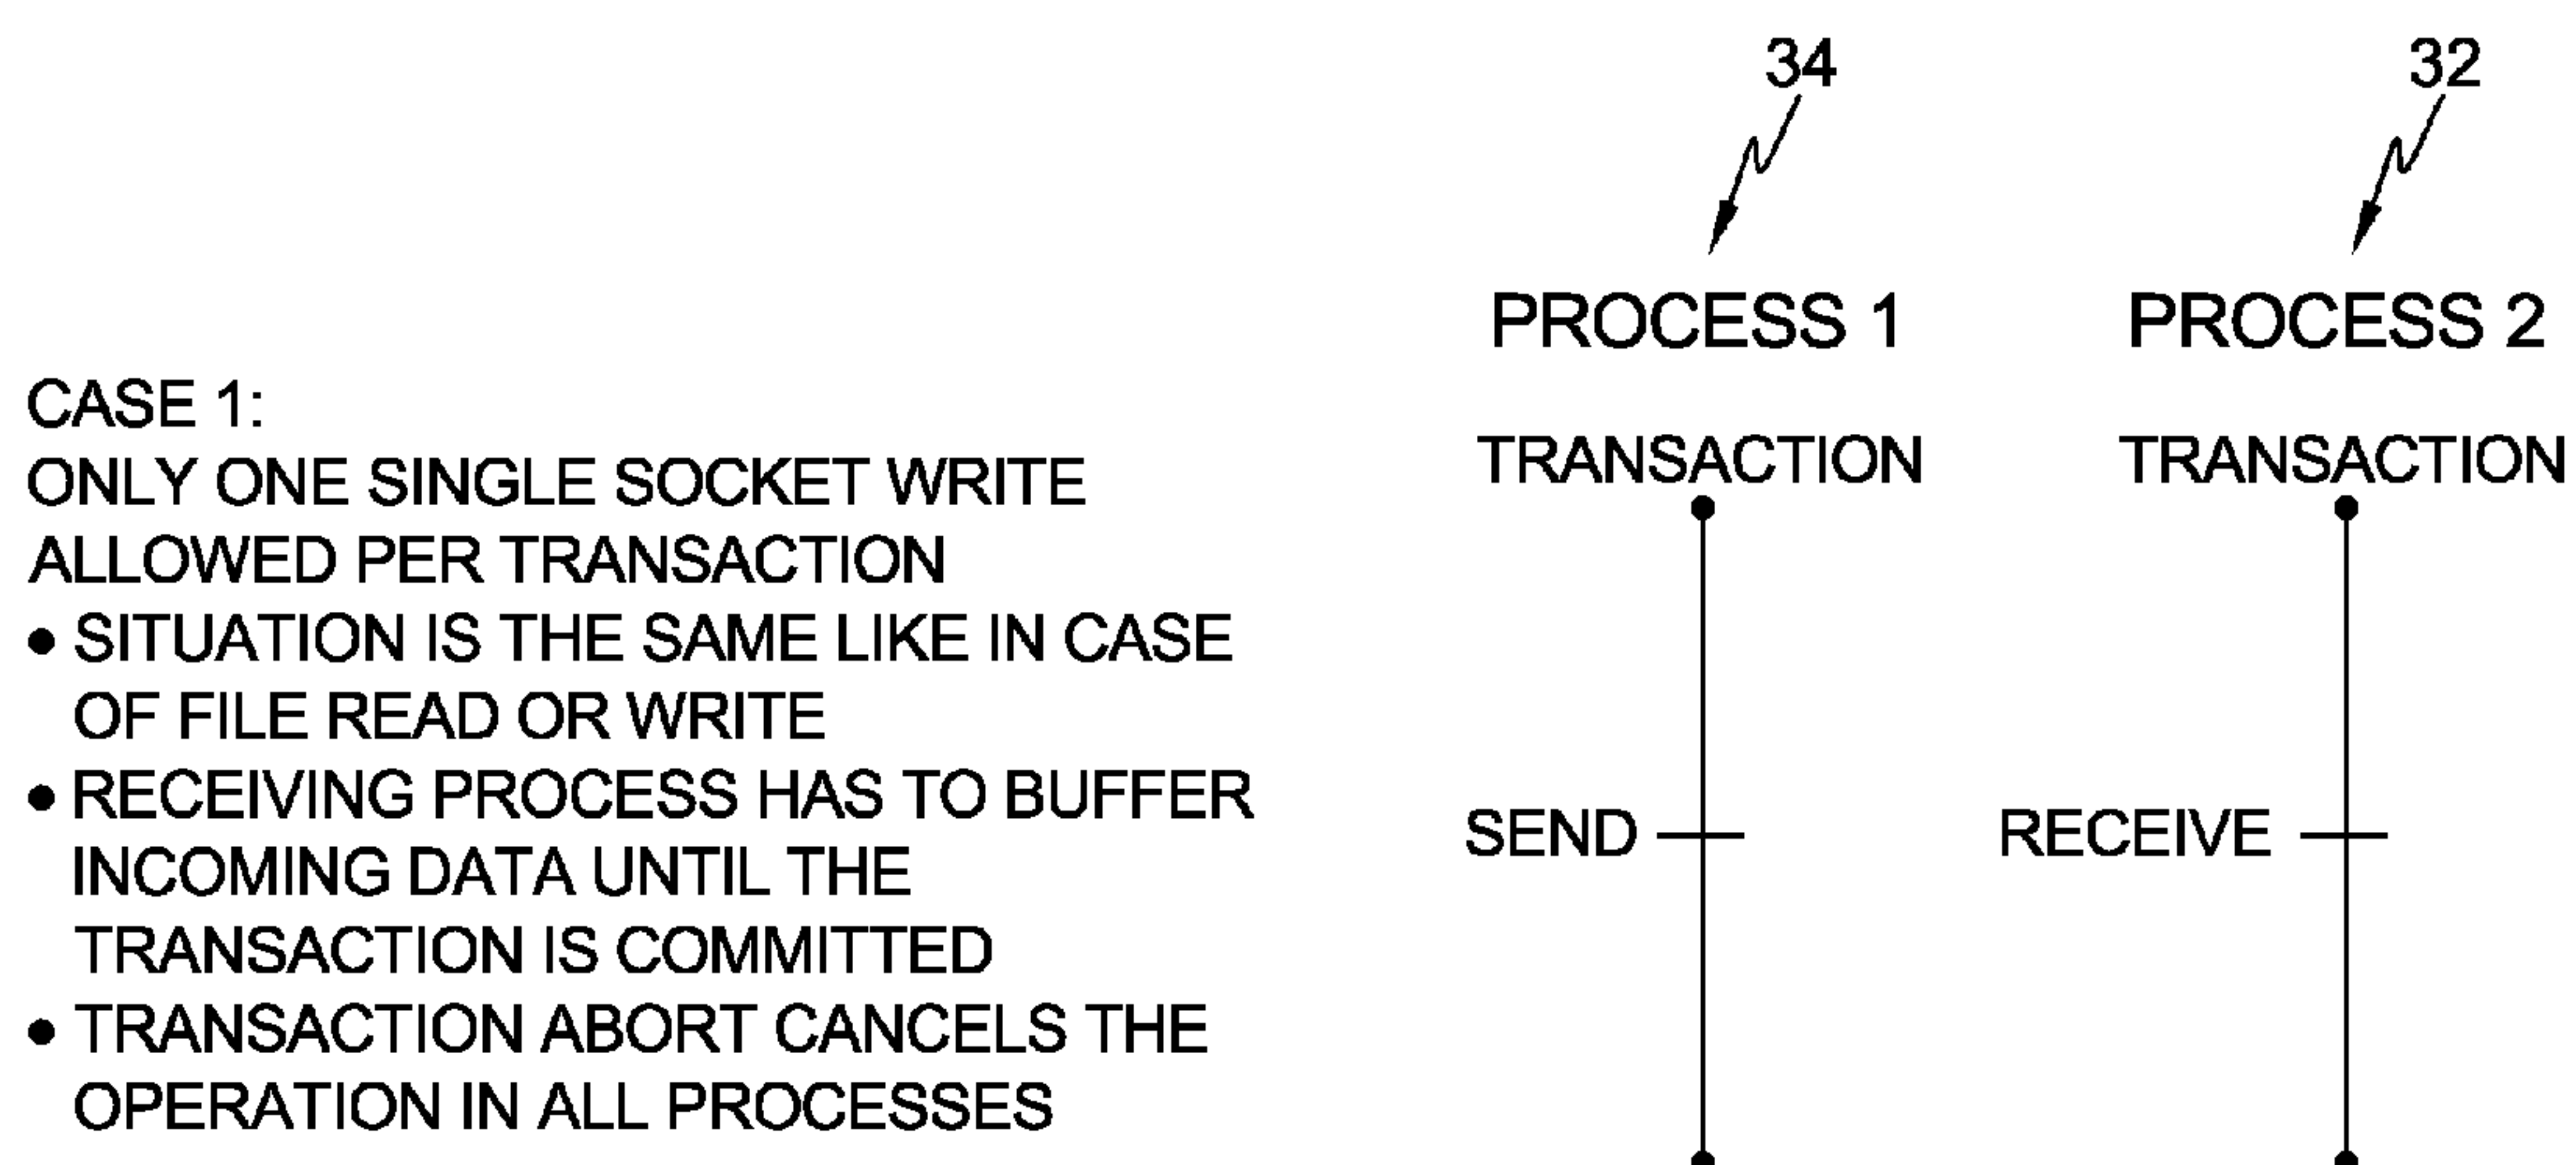 34
32
PROCESS 1
PROCESS 2
CASE 1:
ONLY ONE SINGLE SOCKET WRITE
ALLOWED PER TRANSACTION
• SITUATION IS THE SAME LIKE IN CASE
OF FILE READ OR WRITE
• RECEIVING PROCESS HAS TO BUFFER
INCOMING DATA UNTIL THE
TRANSACTION IS COMMITTED
• TRANSACTION ABORT CANCELS THE
OPERATION IN ALL PROCESSES
TRANSACTION
TRANSACTION
SEND
RECEIVE